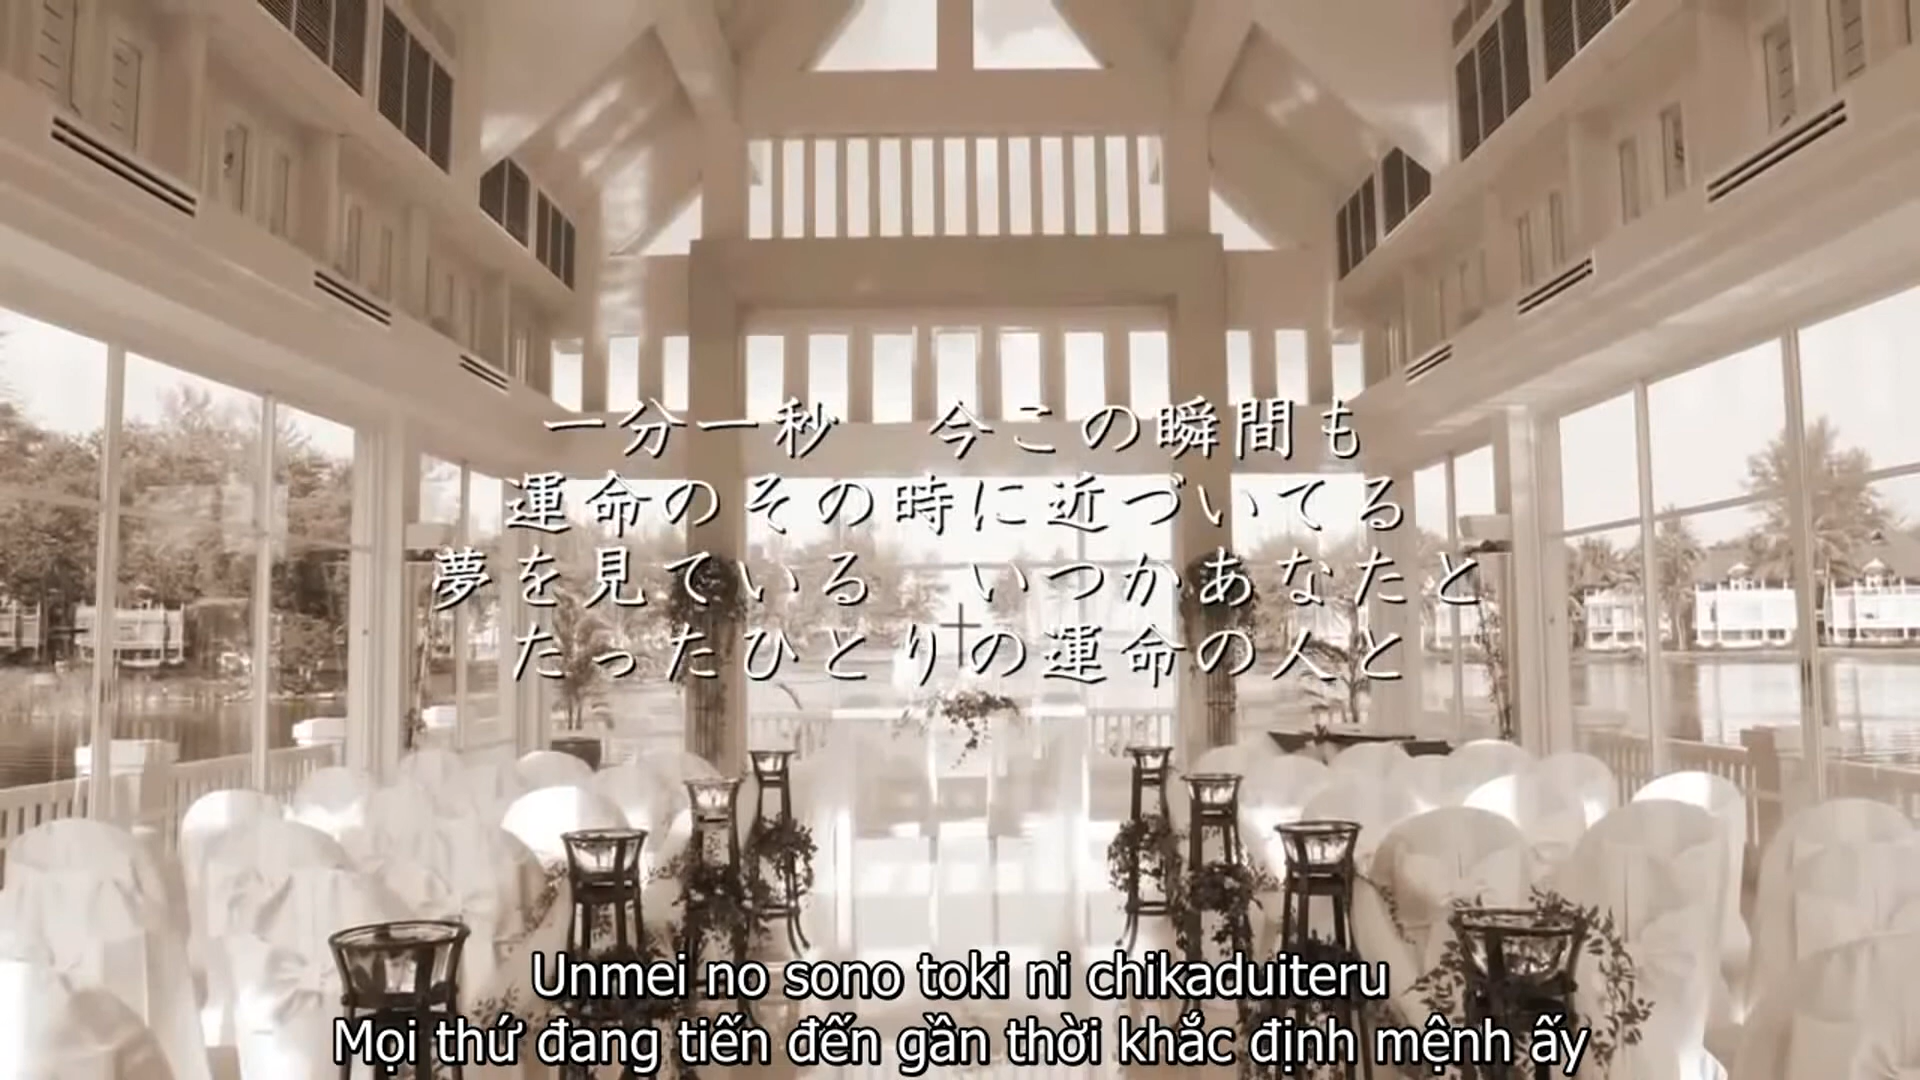 一分一秒　今この瞬間も
運命のその時に近づいてる
夢を見ている　いつかあなたと
たったひとりの運命の人と
Unmei no sono toki ni chikaduiteru
Mọi thứ đang tiến đến gần thời khắc định mệnh ấy